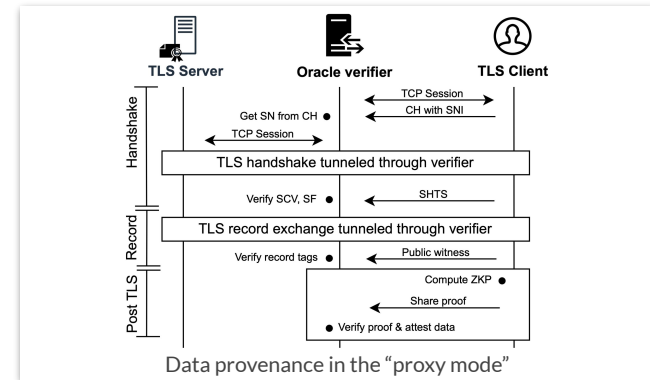 TLS Server
Oracle verifier
TLS Client
Handshake
TCP Session
Get SN from CH
CH with SNI
TCP Session
TLS handshake tunneled through verifier
Verify SCV, SF
SHTS
Record
TLS record exchange tunneled through verifier
Verify record tags
Public witness
Post TLS
Compute ZKP
Share proof
Verify proof & attest data
Data provenance in the “proxy mode”